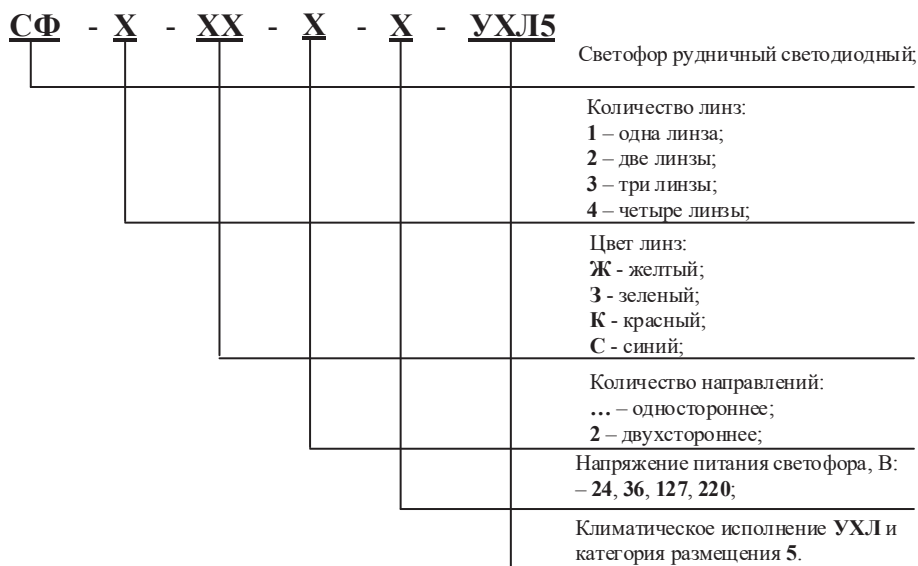 СФ - Х - ХХ - Х - Х - УХЛ5
Светофор рудничный светодиодный;
Количество линз:
1 – одна линза;
2 – две линзы;
3 – три линзы;
4 – четыре линзы;
Цвет линз:
Ж - желтый;
З - зеленый;
К - красный;
С - синий;
Количество направлений:
... – одностороннее;
2 – двухстороннее;
Напряжение питания светофора, В:
– 24, 36, 127, 220;
Климатическое исполнение УХЛ и
категория размещения 5.